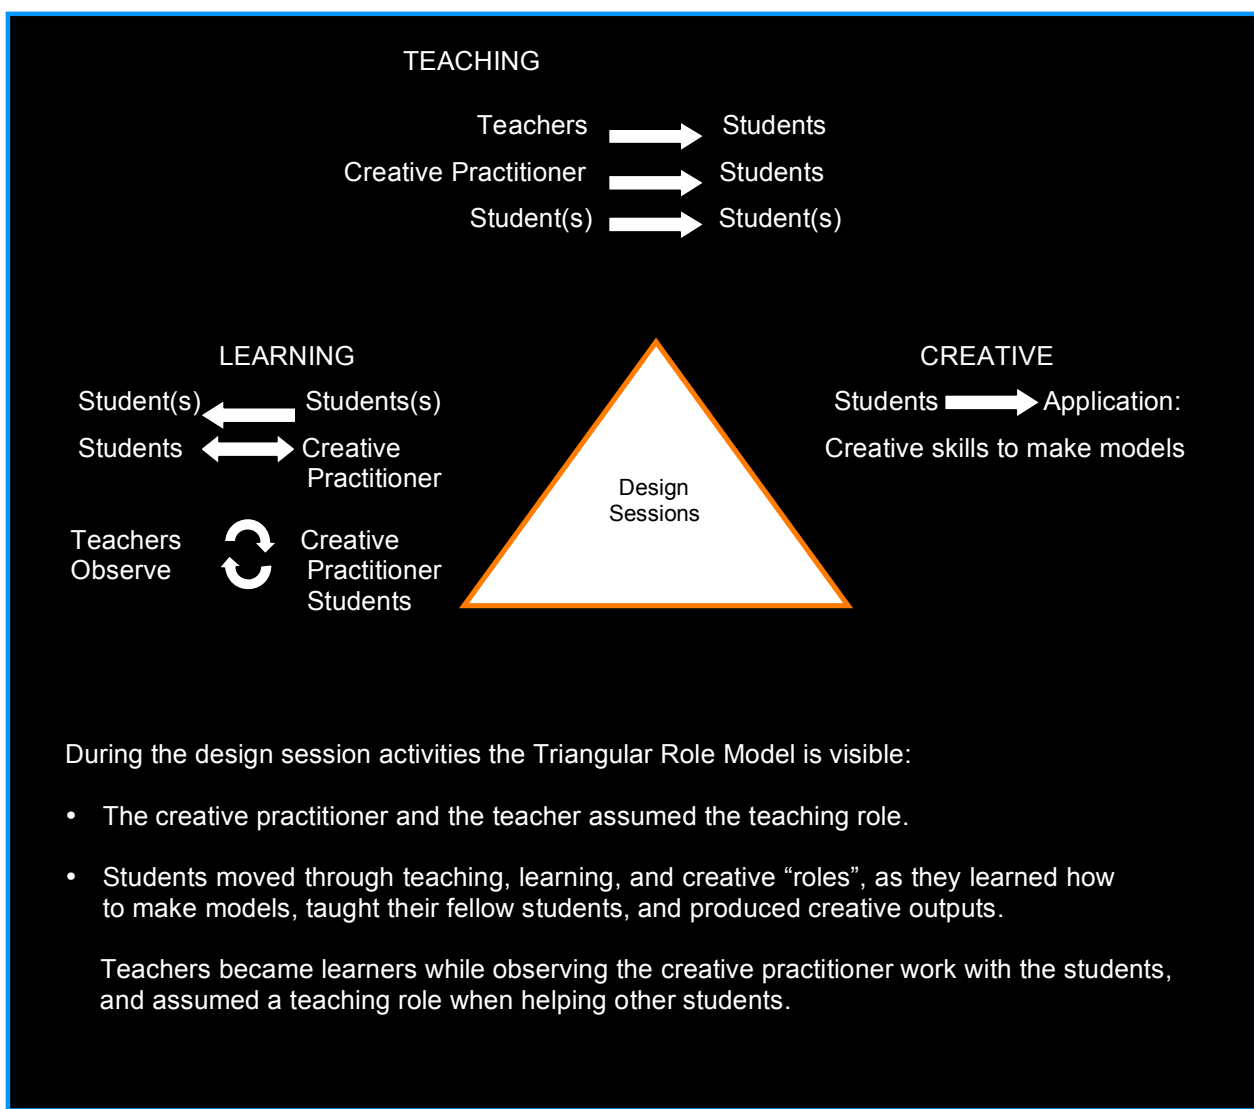 TEACHING
Teachers Students
Creative Practitioner Students
Student(s) Student(s)
LEARNING
Student(s) Students(s)
Students Creative
Practitioner
Teachers Creative
Observe Practitioner
Students
Design
Sessions
CREATIVE
Students Application:
Creative skills to make models
During the design session activities the Triangular Role Model is visible:
• The creative practitioner and the teacher assumed the teaching role.
• Students moved through teaching, learning, and creative “roles”, as they learned how
to make models, taught their fellow students, and produced creative outputs.
Teachers became learners while observing the creative practitioner work with the students,
and assumed a teaching role when helping other students.